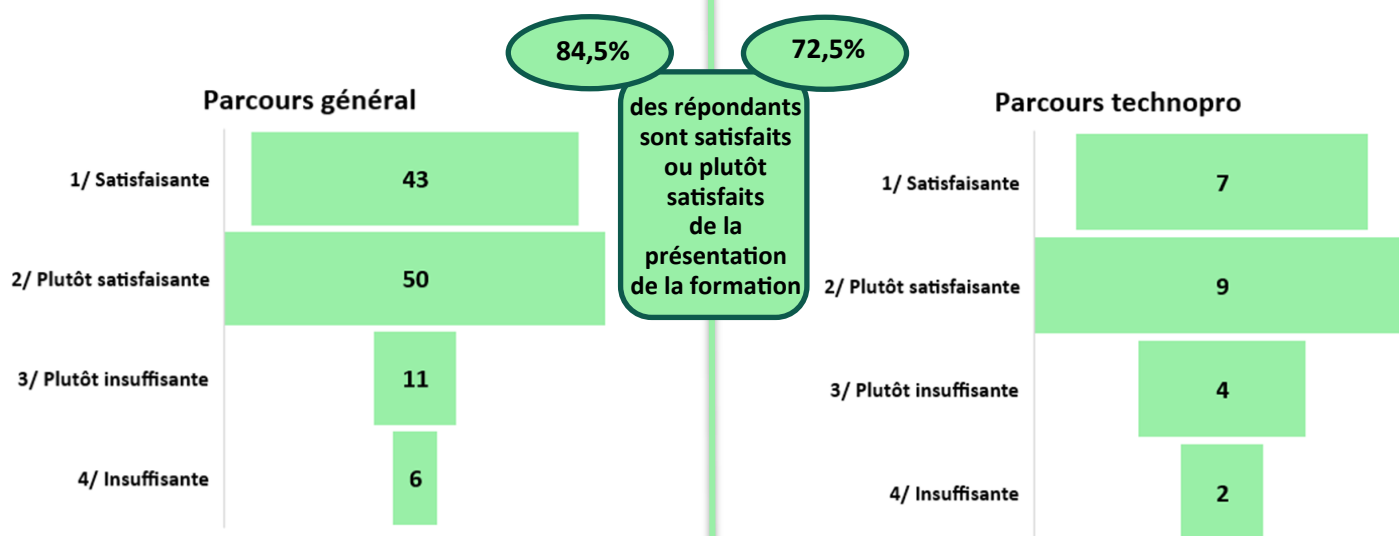 84,5%
72,5%
des répondants
sont satisfaits
ou plutôt
satisfaits
de la
présentation
de la formation
Parcours général
1/ Satisfaisante
43
2/ Plutôt satisfaisante
50
3/ Plutôt insuffisante
11
4/ Insuffisante
6
Parcours technopro
1/ Satisfaisante
7
2/ Plutôt satisfaisante
9
3/ Plutôt insuffisante
4
4/ Insuffisante
2